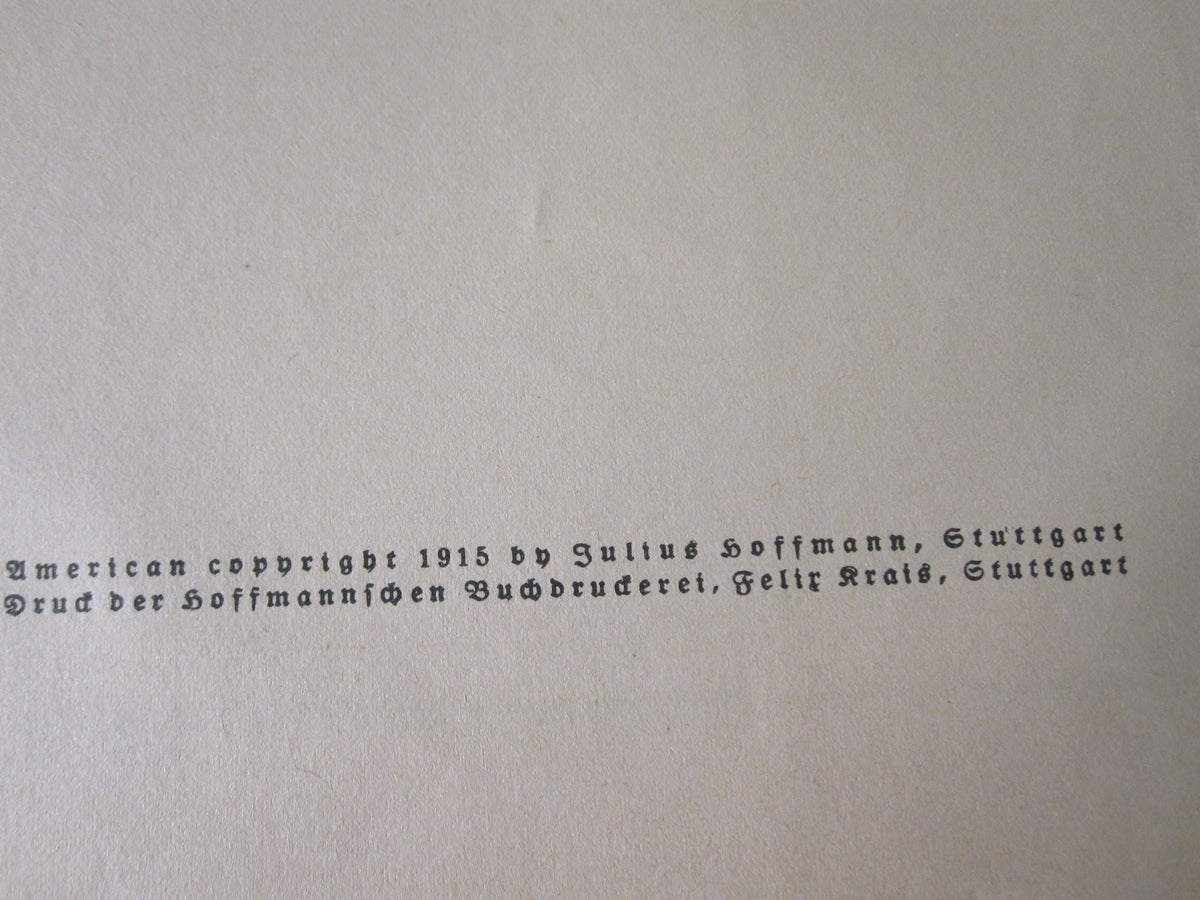 American copyright 1915 by Julius Hoffmann, Stuttgart
Druck der Hoffmannſchen Buchdruckerei, Felix Krais, Stuttgart